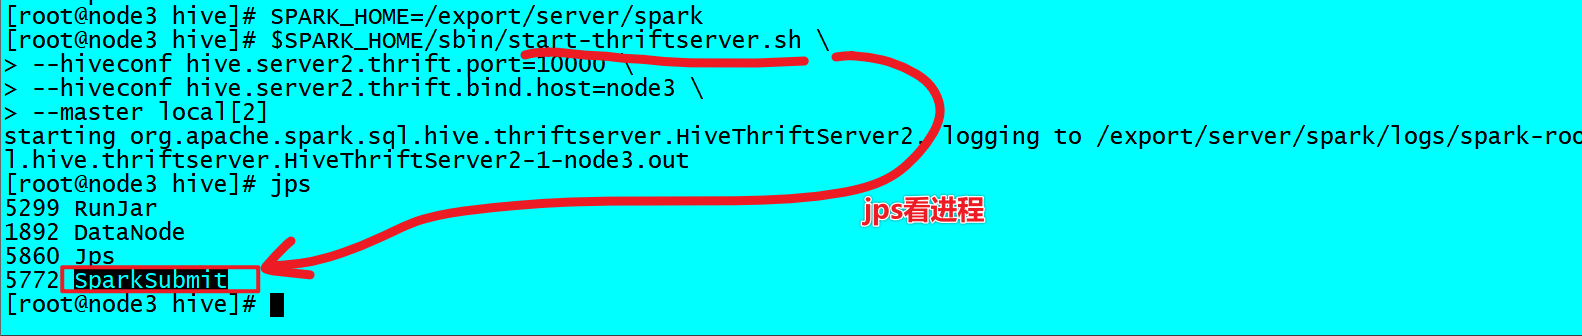 [root@node3 hive]# SPARK_HOME=/export/server/spark
[root@node3 hive]# $SPARK_HOME/sbin/start-thriftserver.sh \
> --hiveconf hive.server2.thrift.port=10000 \
> --hiveconf hive.server2.thrift.bind.host=node3 \
> --master local[2]
starting org.apache.spark.sql.hive.thriftserver.HiveThriftServer2, logging to /export/server/spark/logs/spark-roo
l.hive.thriftserver.HiveThriftServer2-1-node3.out
[root@node3 hive]# jps
5299 RunJar
jps看进程
1892 DataNode
5860 Jps
5772 SparkSubmit
[root@node3 hive]#